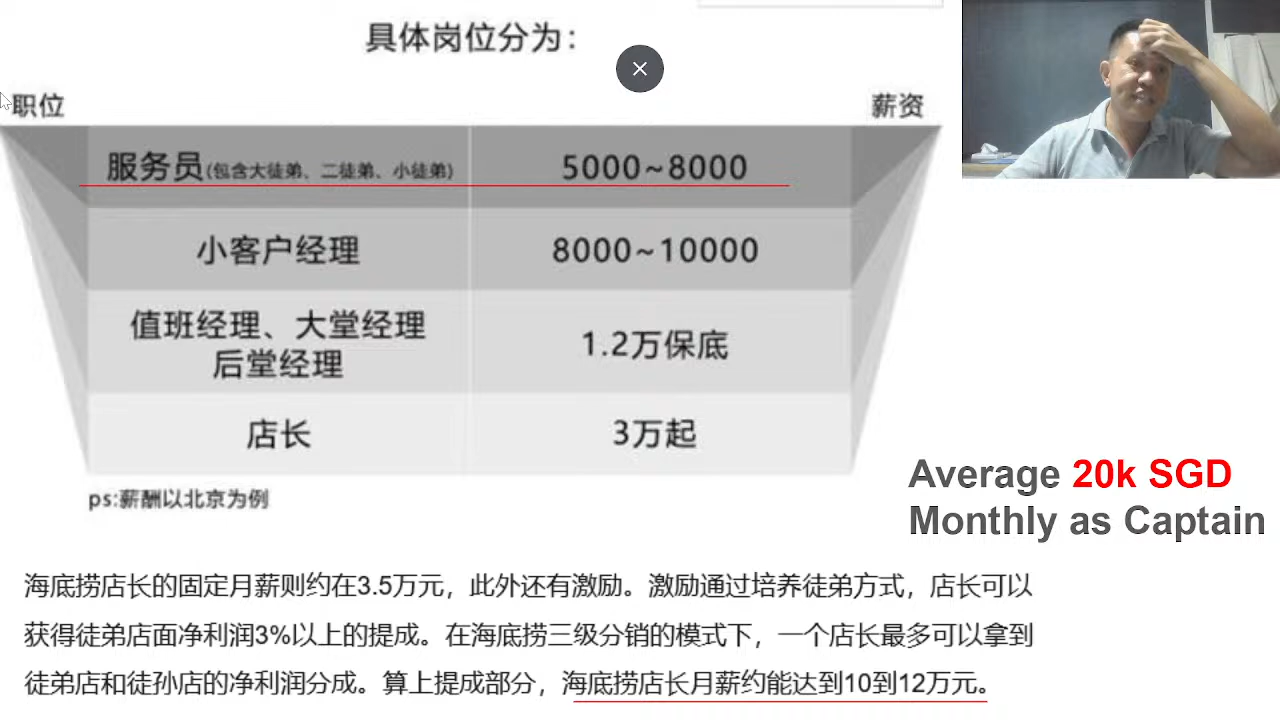 具体岗位分为：
职位
薪资
服务员(包含大徒弟、二徒弟、小徒弟)
5000~8000
小客户经理
8000~10000
值班经理、大堂经理
后堂经理
1.2万保底
店长
3万起
ps:薪酬以北京为例
Average 20k SGD
Monthly as Captain
海底捞店长的固定月薪则约在3.5万元，此外还有激励。激励通过培养徒弟方式，店长可以
获得徒弟店面净利润3%以上的提成。在海底捞三级分销的模式下，一个店长最多可以拿到
徒弟店和徒孙店的净利润分成。算上提成部分，海底捞店长月薪约能达到10到12万元。